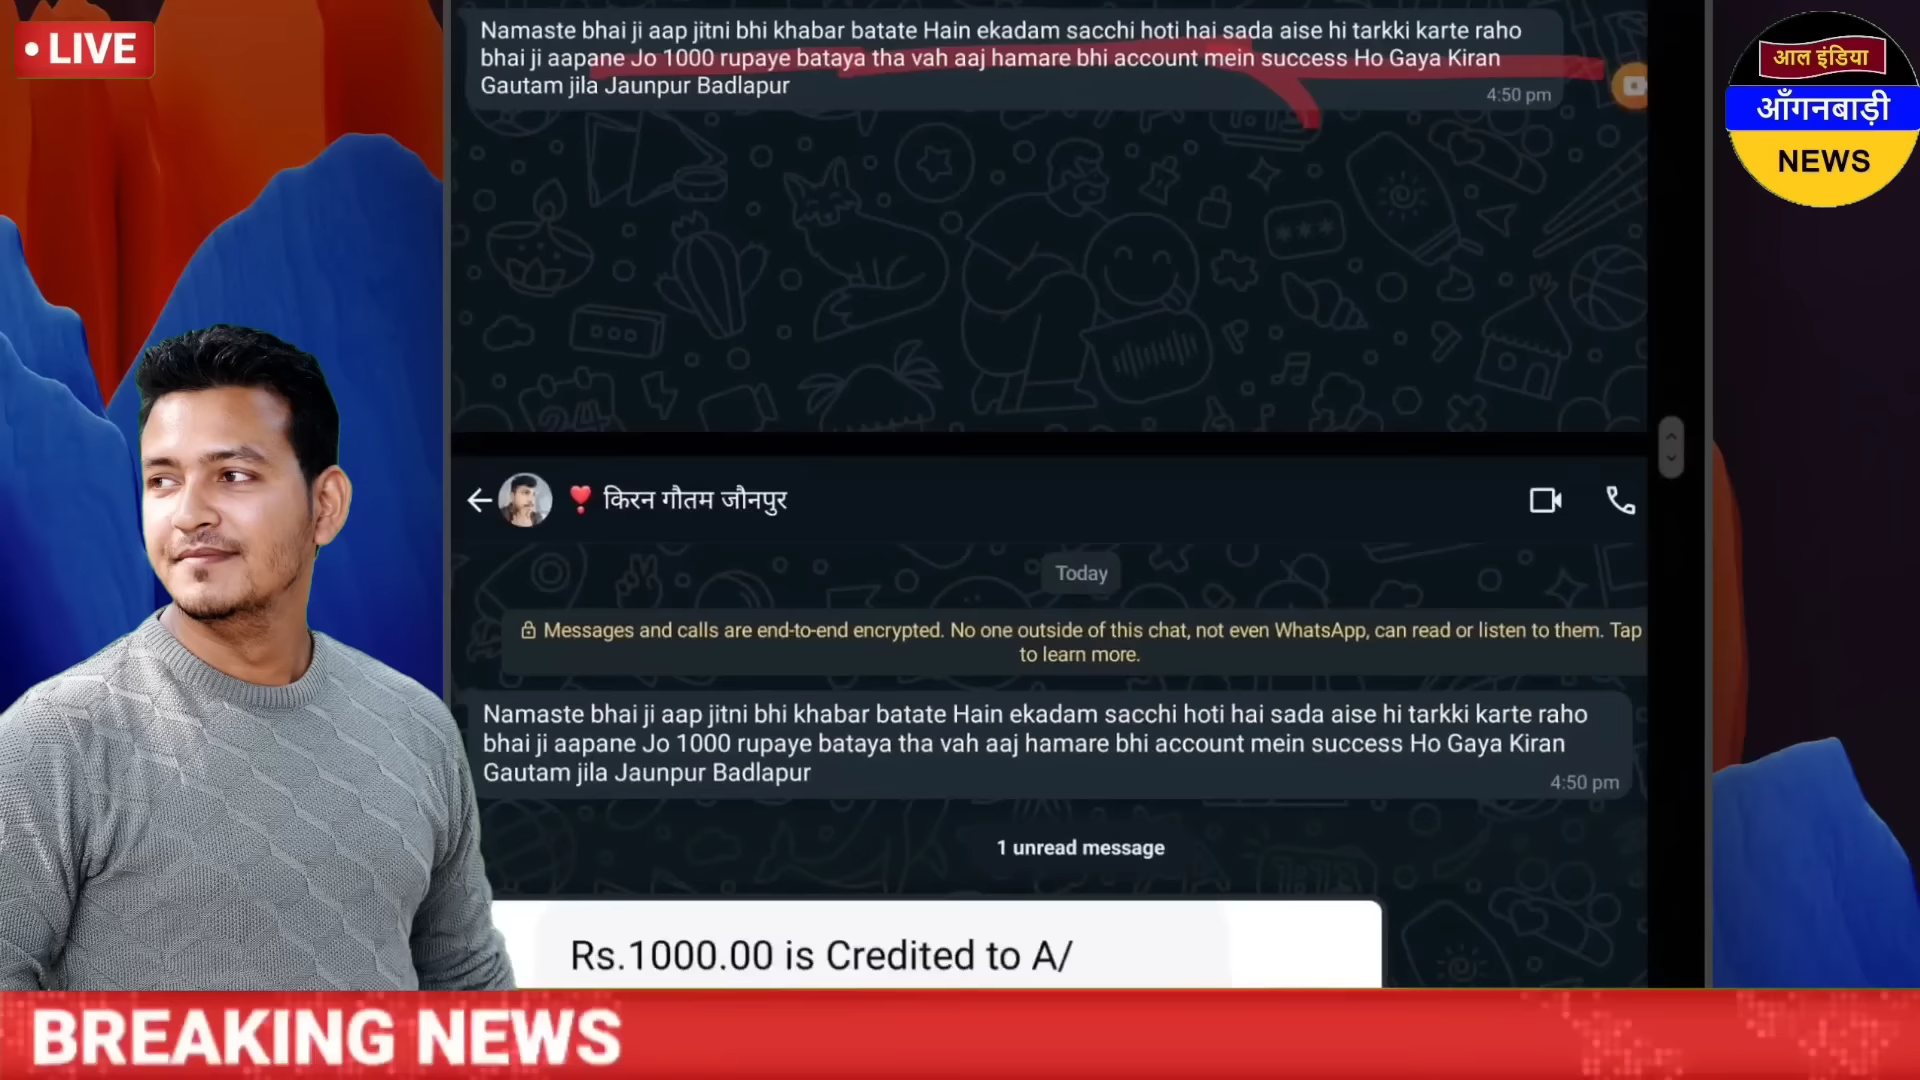 LIVE
Namaste bhai ji aap jitni bhi khabar batate Hain ekadam sacchi hoti hai sada aise hi tarkki karte raho
bhai ji aapane Jo 1000 rupaye bataya tha vah aaj hamare bhi account mein success Ho Gaya Kiran
Gautam jila Jaunpur Badlapur
4:50 pm
आल इंडिया
आँगनबाड़ी
NEWS
किरन गौतम जौनपुर
Today
Messages and calls are end-to-end encrypted. No one outside of this chat, not even WhatsApp, can read or listen to them. Tap
to learn more.
Namaste bhai ji aap jitni bhi khabar batate Hain ekadam sacchi hoti hai sada aise hi tarkki karte raho
bhai ji aapane Jo 1000 rupaye bataya tha vah aaj hamare bhi account mein success Ho Gaya Kiran
Gautam jila Jaunpur Badlapur
4:50 pm
1 unread message
Rs.1000.00 is Credited to A/
BREAKING NEWS